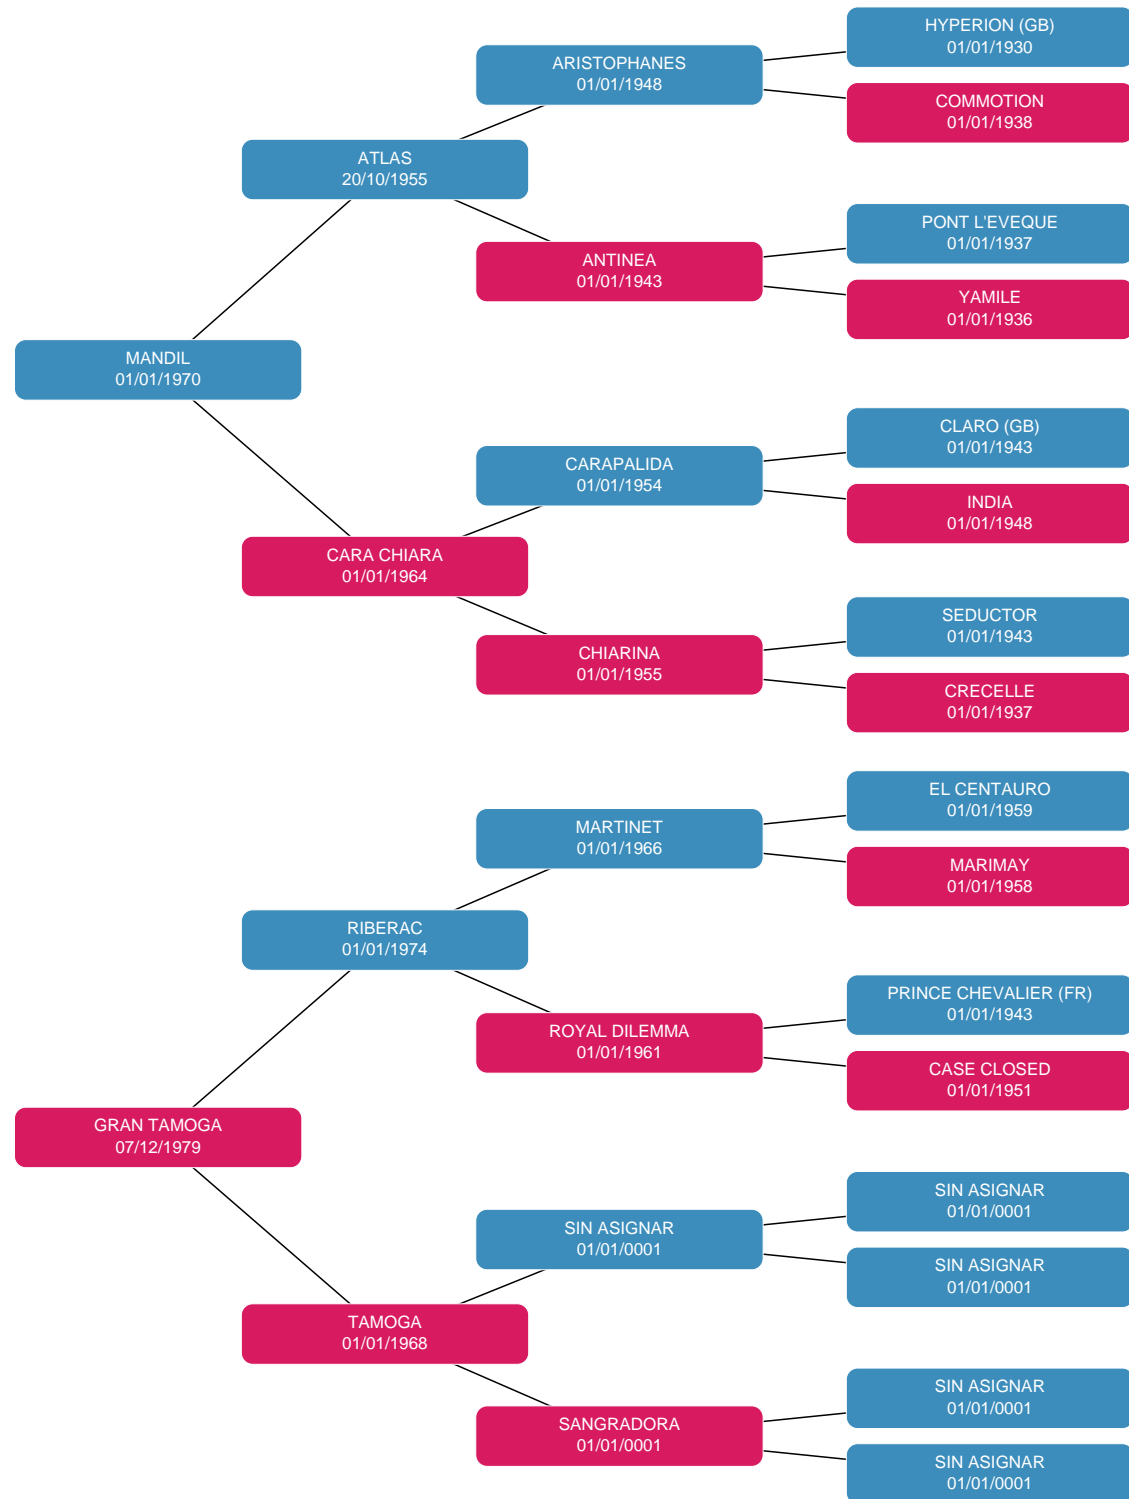 HYPERION (GB)
01/01/1930
ARISTOPHANES
01/01/1948
COMMOTION
01/01/1938
ATLAS
20/10/1955
PONT L'EVEQUE
01/01/1937
ANTINEA
01/01/1943
YAMILE
01/01/1936
MANDIL
01/01/1970
CLARO (GB)
01/01/1943
CARAPALIDA
01/01/1954
INDIA
01/01/1948
CARA CHIARA
01/01/1964
SEDUCTOR
01/01/1943
CHIARINA
01/01/1955
CRECELLE
01/01/1937
EL CENTAURO
01/01/1959
MARTINET
01/01/1966
MARIMAY
01/01/1958
RIBERAC
01/01/1974
PRINCE CHEVALIER (FR)
01/01/1943
ROYAL DILEMMA
01/01/1961
CASE CLOSED
01/01/1951
GRAN TAMOGA
07/12/1979
SIN ASIGNAR
01/01/0001
SIN ASIGNAR
01/01/0001
SIN ASIGNAR
01/01/0001
TAMOGA
01/01/1968
SIN ASIGNAR
01/01/0001
SANGRADORA
01/01/0001
SIN ASIGNAR
01/01/0001